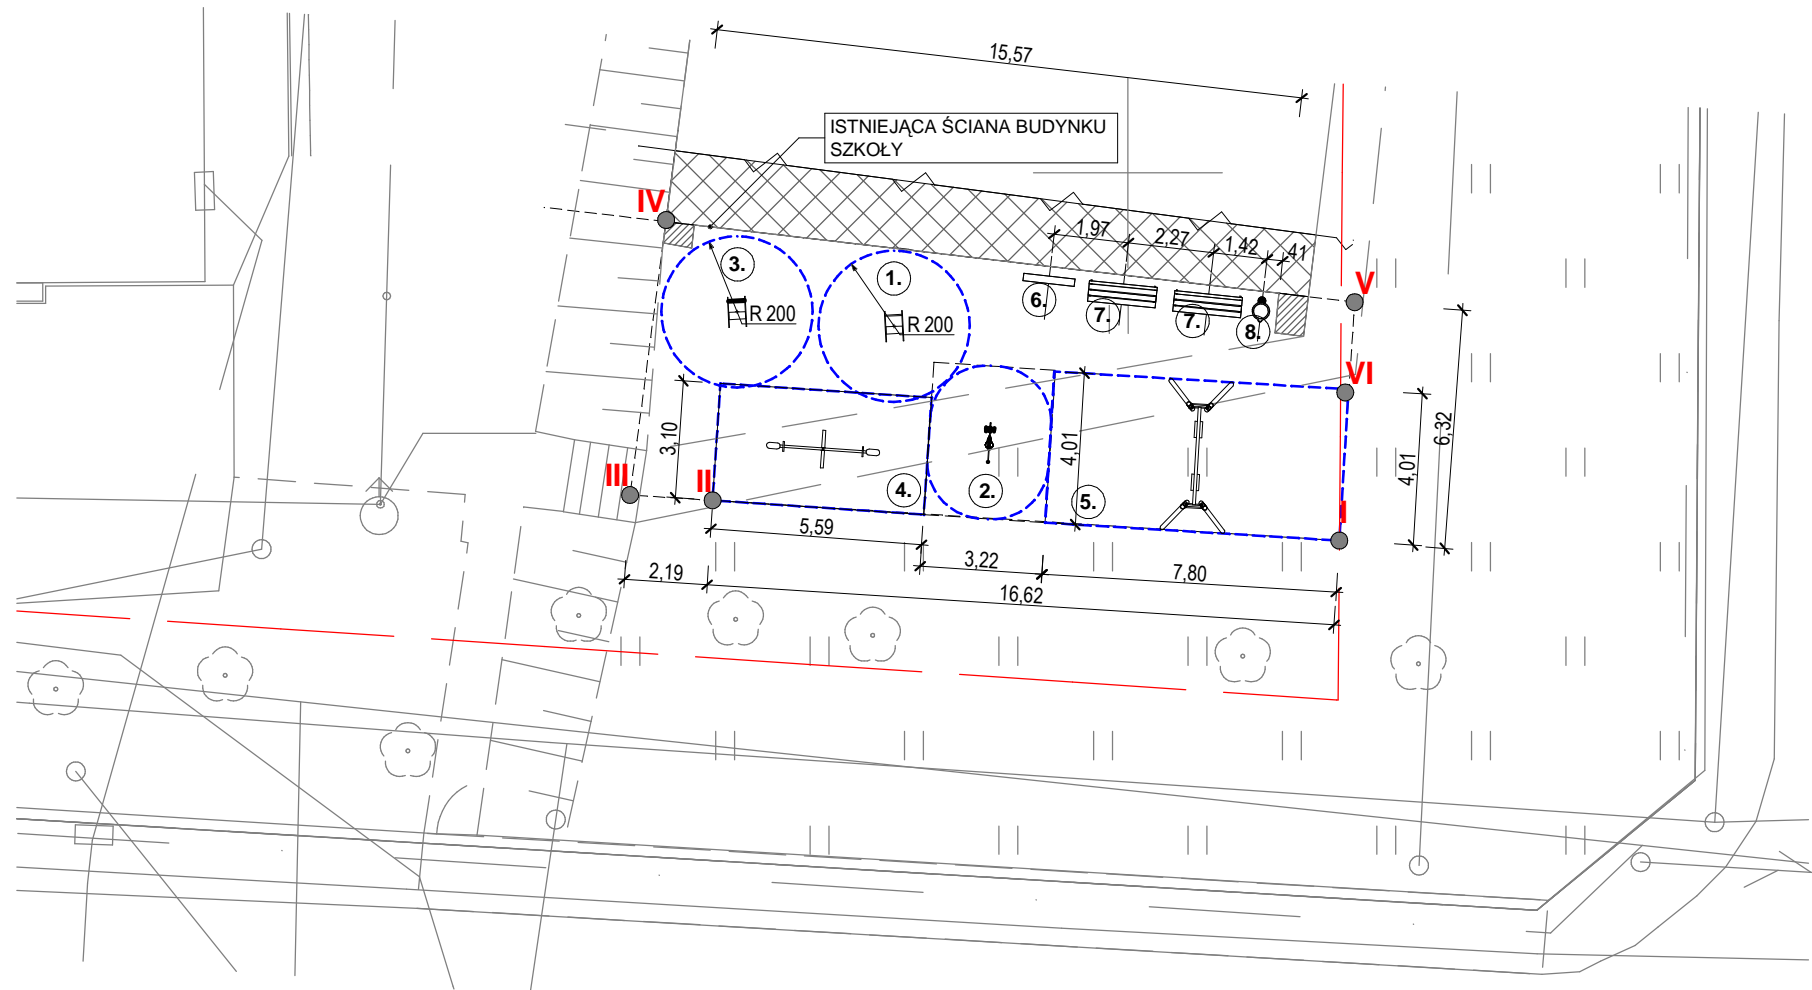 15,57
ISTNIEJĄCA ŚCIANA BUDYNKU
SZKOŁY
IV
1,97
2,27
1,42
41
3.
1.
6.
7.
7.
8.
V
R 200
R 200
VI
3,10
4,01
4,01
6,32
III
II
4.
2.
5.
I
5,59
3,22
7,80
2,19
16,62